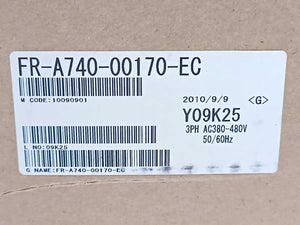 FR-A740-00170-EC
M CODE:10090901
2010/9/9 <G>
Y09K25
3PH AC380-480V
50/60Hz
L NO:09K25
G NAME:FR-A740-00170-EC